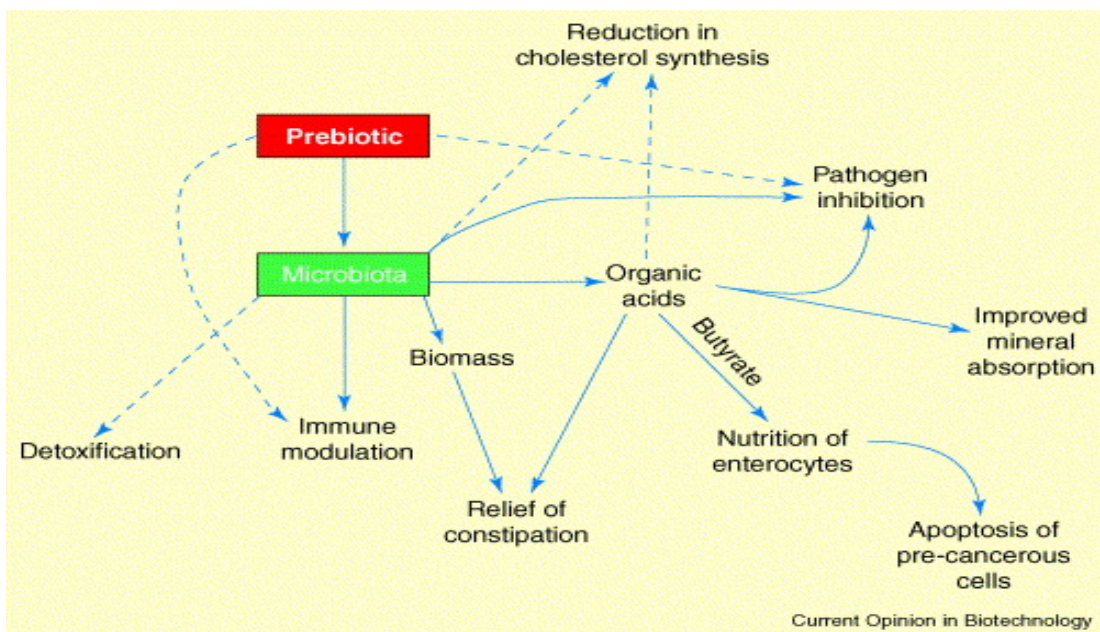 Reduction in
cholesterol synthesis
Prebiotic
Pathogen
inhibition
Microbiota
Organic
acids
Improved
mineral
absorption
Butyrate
Biomass
Detoxification
Immune
modulation
Nutrition of
enterocytes
Relief of
constipation
Apoptosis of
pre-cancerous
cells
Current Opinion in Biotechnology